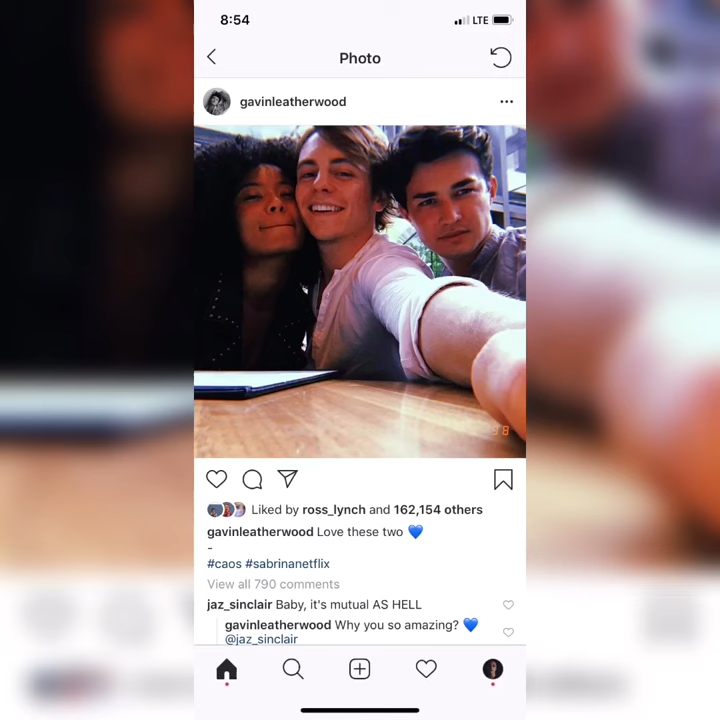 8:54
LTE
Photo
gavinleatherwood
8
Liked by ross_lynch and 162,154 others
gavinleatherwood Love these two 💙
-
#caos #sabrinanetflix
View all 790 comments
jaz_sinclair Baby, it's mutual AS HELL
gavinleatherwood Why you so amazing? 💙
@jaz_sinclair